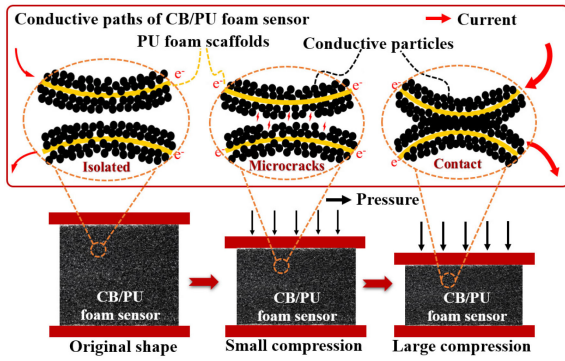 Conductive paths of CB/PU foam sensor
Current
PU foam scaffolds
Conductive particles
e-
e-
e-
e-
e-
e-
Isolated
Microcracks
Contact
Pressure
CB/PU
foam sensor
CB/PU
foam sensor
CB/PU
foam sensor
Original shape
Small compression
Large compression